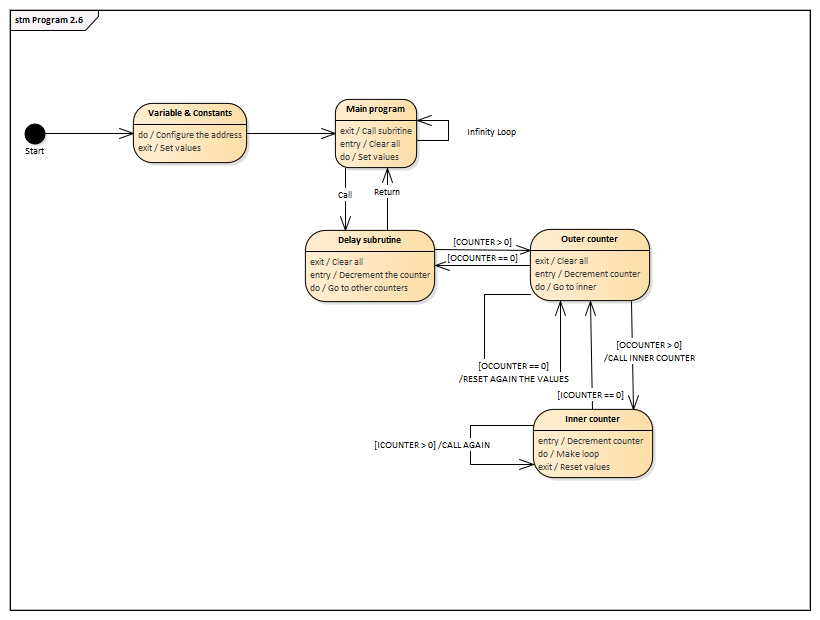 stm Program 2.6
Start
Variable & Constants
do / Configure the address
exit / Set values
Main program
exit / Call subritine
entry / Clear all
do / Set values
Infinity Loop
Call
Return
Delay subrutine
exit / Clear all
entry / Decrement the counter
do / Go to other counters
[COUNTER > 0]
[OCOUNTER == 0]
Outer counter
exit / Clear all
entry / Decrement counter
do / Go to inner
[OCOUNTER == 0]
/RESET AGAIN THE VALUES
[OCOUNTER > 0]
/CALL INNER COUNTER
[ICOUNTER == 0]
Inner counter
entry / Decrement counter
do / Make loop
exit / Reset values
[ICOUNTER > 0] /CALL AGAIN